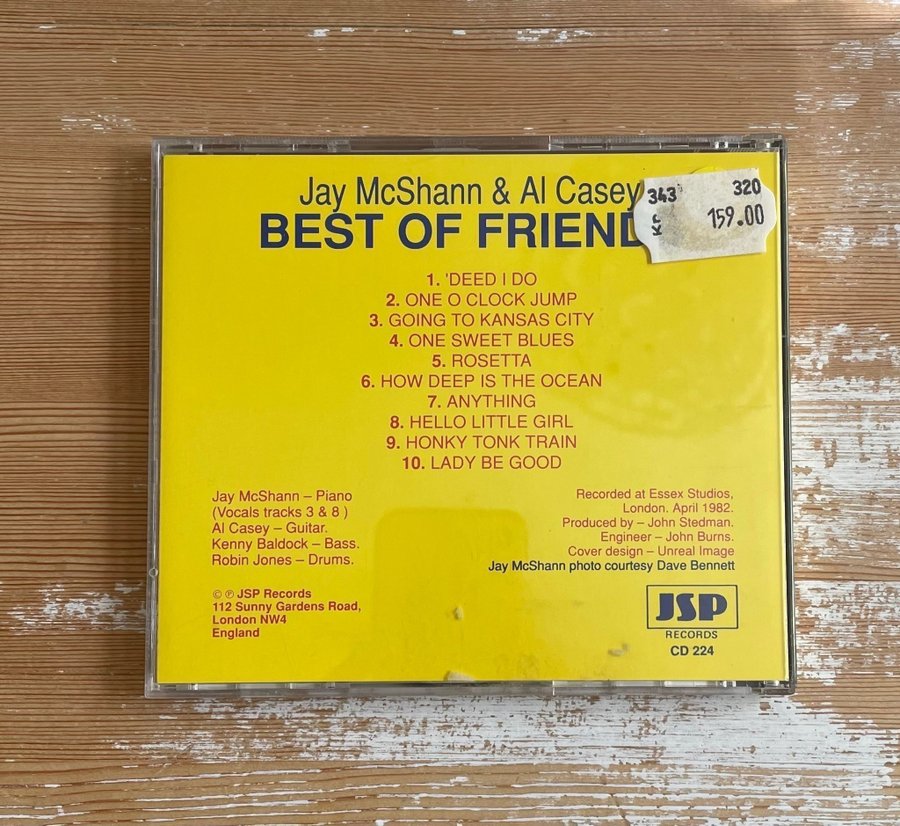 Jay McShann & Al Casey
BEST OF FRIEND
343 320
KP 159.00
1. 'DEED I DO
2. ONE O CLOCK JUMP
3. GOING TO KANSAS CITY
4. ONE SWEET BLUES
5. ROSETTA
6. HOW DEEP IS THE OCEAN
7. ANYTHING
8. HELLO LITTLE GIRL
9. HONKY TONK TRAIN
10. LADY BE GOOD
Jay McShann – Piano
(Vocals tracks 3 & 8 )
Al Casey – Guitar.
Kenny Baldock – Bass.
Robin Jones – Drums.
Recorded at Essex Studios,
London. April 1982.
Produced by – John Stedman.
Engineer – John Burns.
Cover design – Unreal Image
Jay McShann photo courtesy Dave Bennett
© ℗ JSP Records
112 Sunny Gardens Road,
London NW4
England
JSP
RECORDS
CD 224